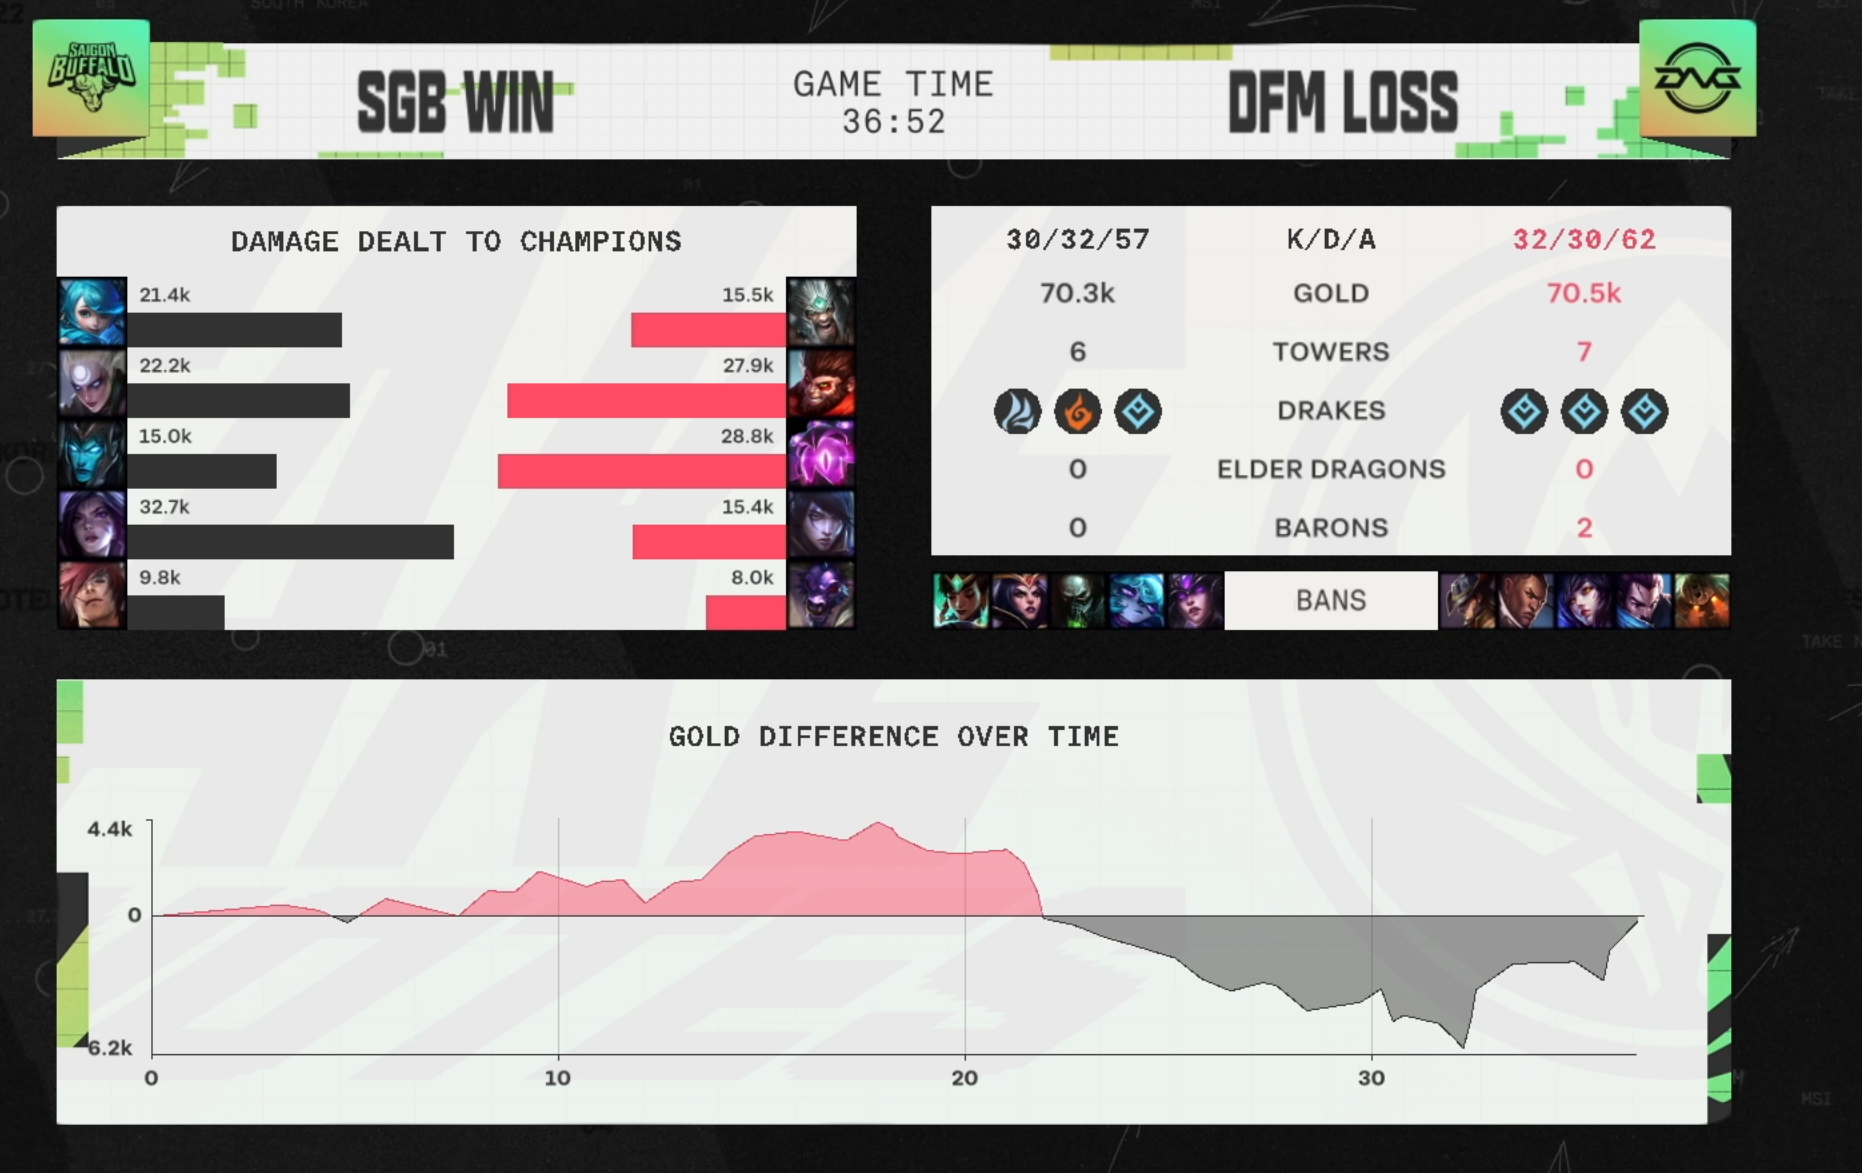 SAIGON
BUFFALO
SGB WIN
GAME TIME
36:52
DFM LOSS
DAMAGE DEALT TO CHAMPIONS
21.4k
15.5k
22.2k
27.9k
15.0k
28.8k
32.7k
15.4k
9.8k
8.0k
30/32/57 K/D/A 32/30/62
70.3k GOLD 70.5k
6 TOWERS 7
DRAKES
0 ELDER DRAGONS 0
0 BARONS 2
BANS
01
TAKE N
GOLD DIFFERENCE OVER TIME
4.4k
0
6.2k
0 10 20 30
MSI